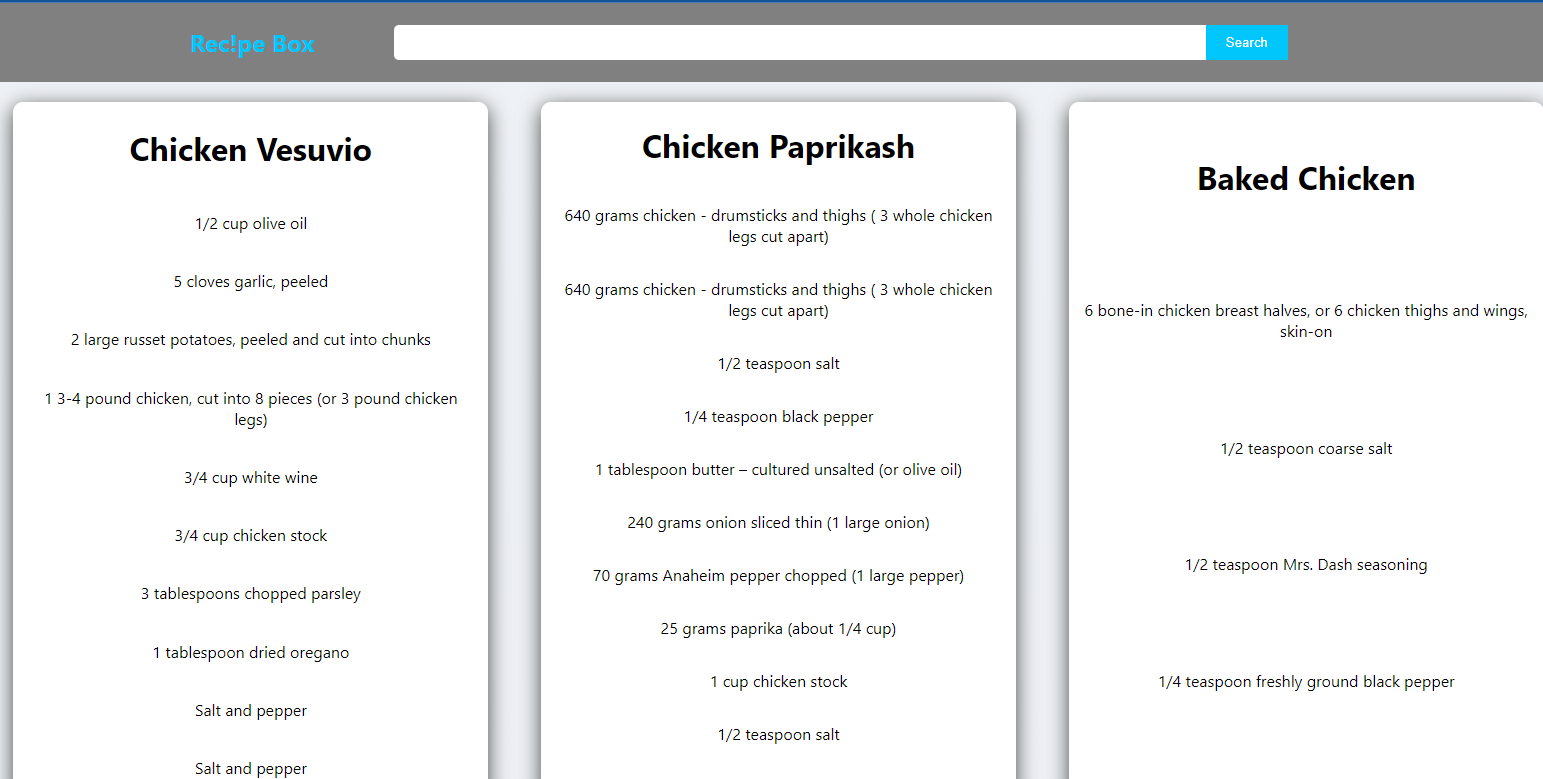 Rec!pe Box
Search
Chicken Vesuvio
1/2 cup olive oil
5 cloves garlic, peeled
2 large russet potatoes, peeled and cut into chunks
1 3-4 pound chicken, cut into 8 pieces (or 3 pound chicken
legs)
3/4 cup white wine
3/4 cup chicken stock
3 tablespoons chopped parsley
1 tablespoon dried oregano
Salt and pepper
Salt and pepper
Chicken Paprikash
640 grams chicken - drumsticks and thighs ( 3 whole chicken
legs cut apart)
640 grams chicken - drumsticks and thighs ( 3 whole chicken
legs cut apart)
1/2 teaspoon salt
1/4 teaspoon black pepper
1 tablespoon butter – cultured unsalted (or olive oil)
240 grams onion sliced thin (1 large onion)
70 grams Anaheim pepper chopped (1 large pepper)
25 grams paprika (about 1/4 cup)
1 cup chicken stock
1/2 teaspoon salt
Baked Chicken
6 bone-in chicken breast halves, or 6 chicken thighs and wings,
skin-on
1/2 teaspoon coarse salt
1/2 teaspoon Mrs. Dash seasoning
1/4 teaspoon freshly ground black pepper